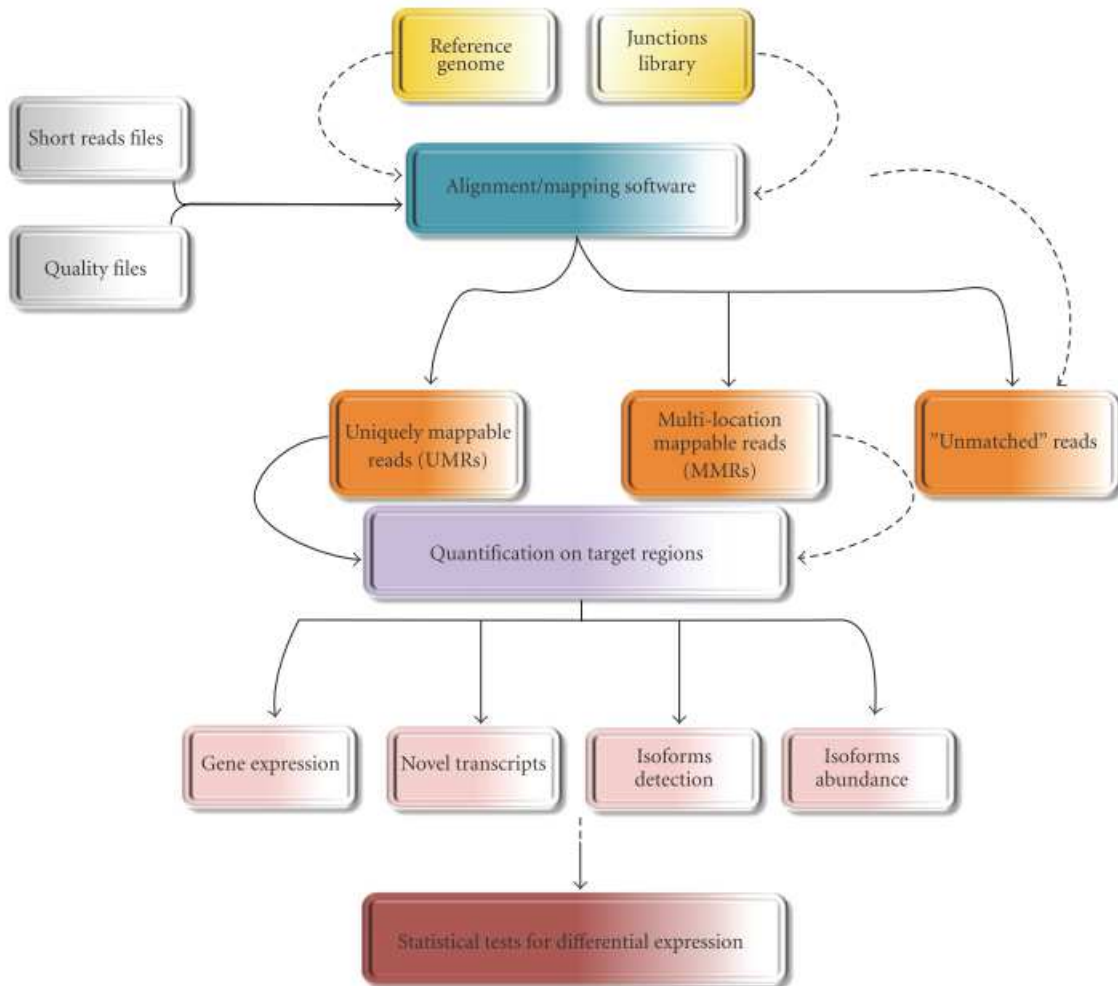 Reference
genome
Junctions
library
Short reads files
Alignment/mapping software
Quality files
Uniquely mappable
reads (UMRs)
Multi-location
mappable reads
(MMRs)
”Unmatched” reads
Quantification on target regions
Gene expression
Novel transcripts
Isoforms
detection
Isoforms
abundance
Statistical tests for differential expression